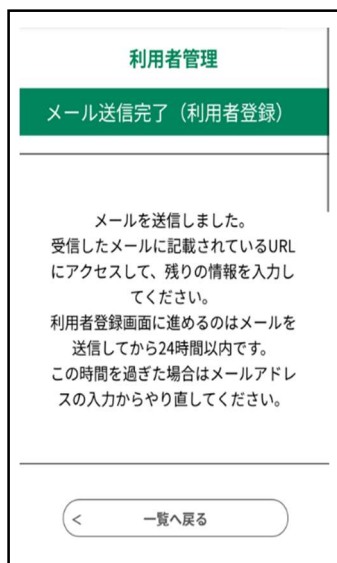 利用者管理
メール送信完了（利用者登録）
メールを送信しました。
受信したメールに記載されているURL
にアクセスして、残りの情報を入力し
てください。
利用者登録画面に進めるのはメールを
送信してから24時間以内です。
この時間を過ぎた場合はメールアドレ
スの入力からやり直してください。
< 一覧へ戻る